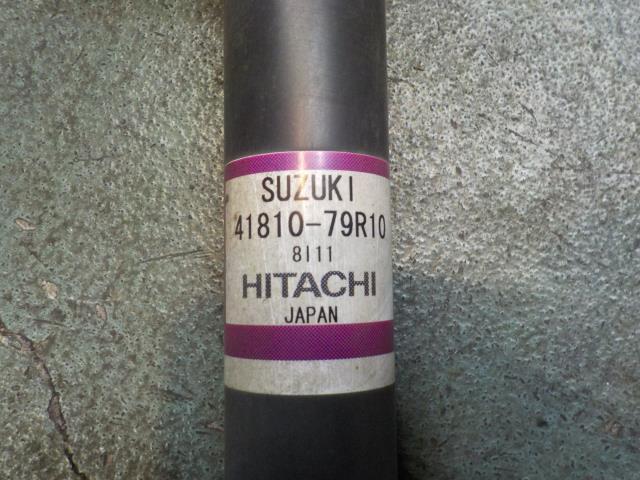 SUZUKI
41810-79R10
8I11
HITACHI
JAPAN